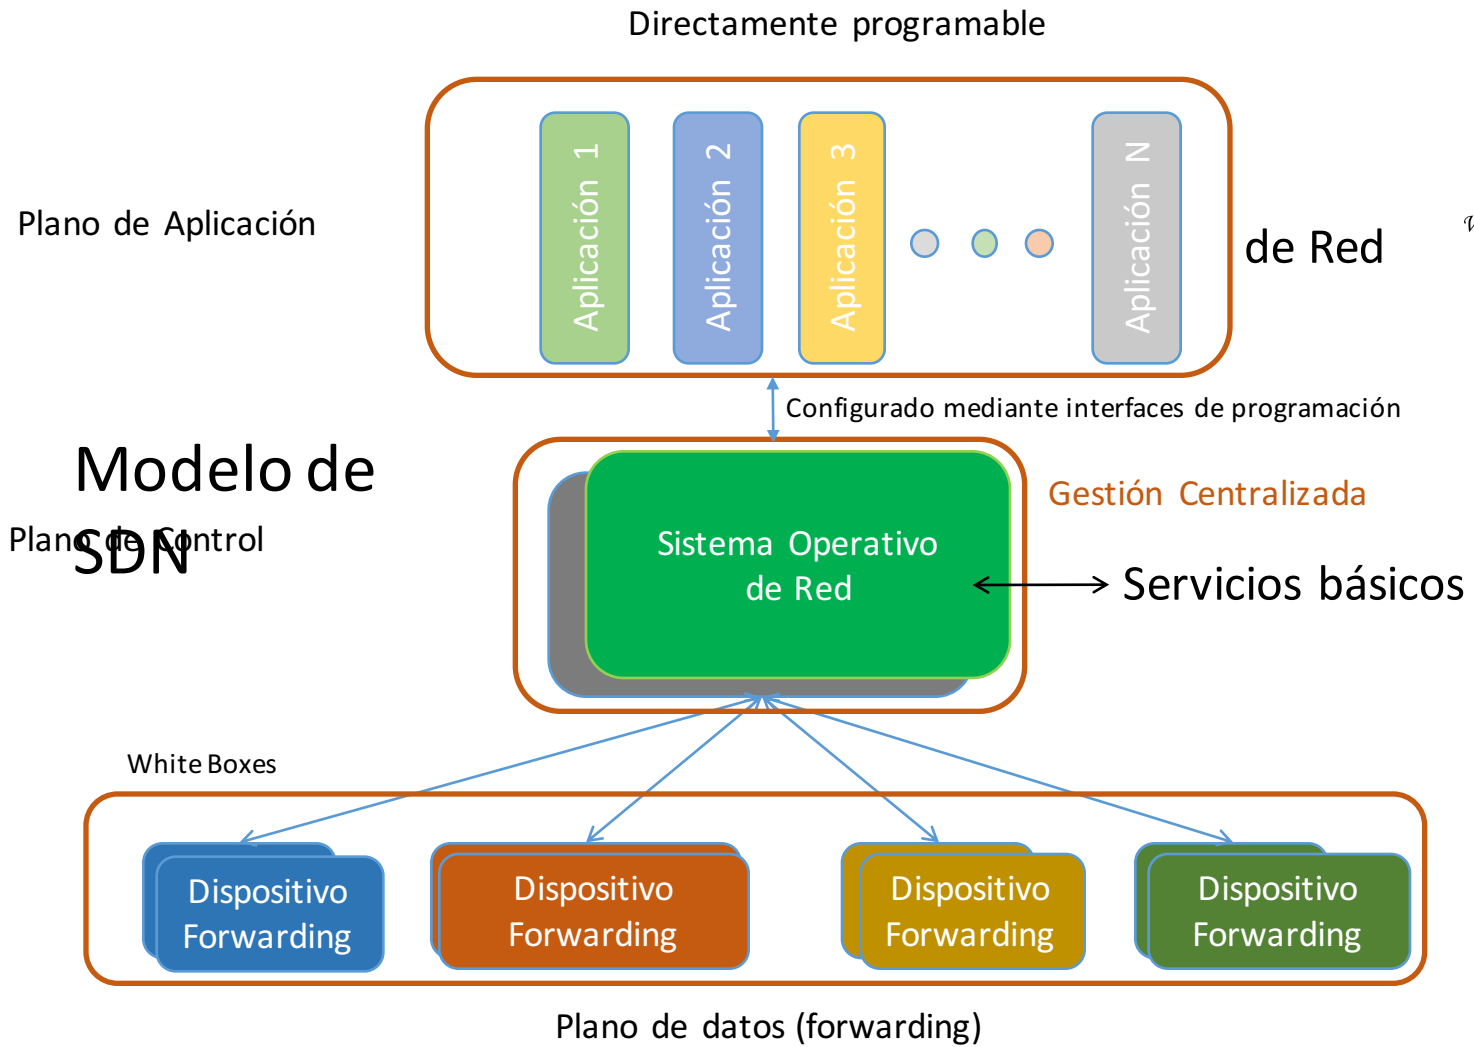 Directamente programable
Plano de Aplicación
Aplicación 1
Aplicación 2
Aplicación 3
Aplicación N
de Red
Configurado mediante interfaces de programación
Modelo de
SDN
Plano de Control
Gestión Centralizada
Sistema Operativo
de Red
Servicios básicos
White Boxes
Dispositivo
Forwarding
Dispositivo
Forwarding
Dispositivo
Forwarding
Dispositivo
Forwarding
Plano de datos (forwarding)